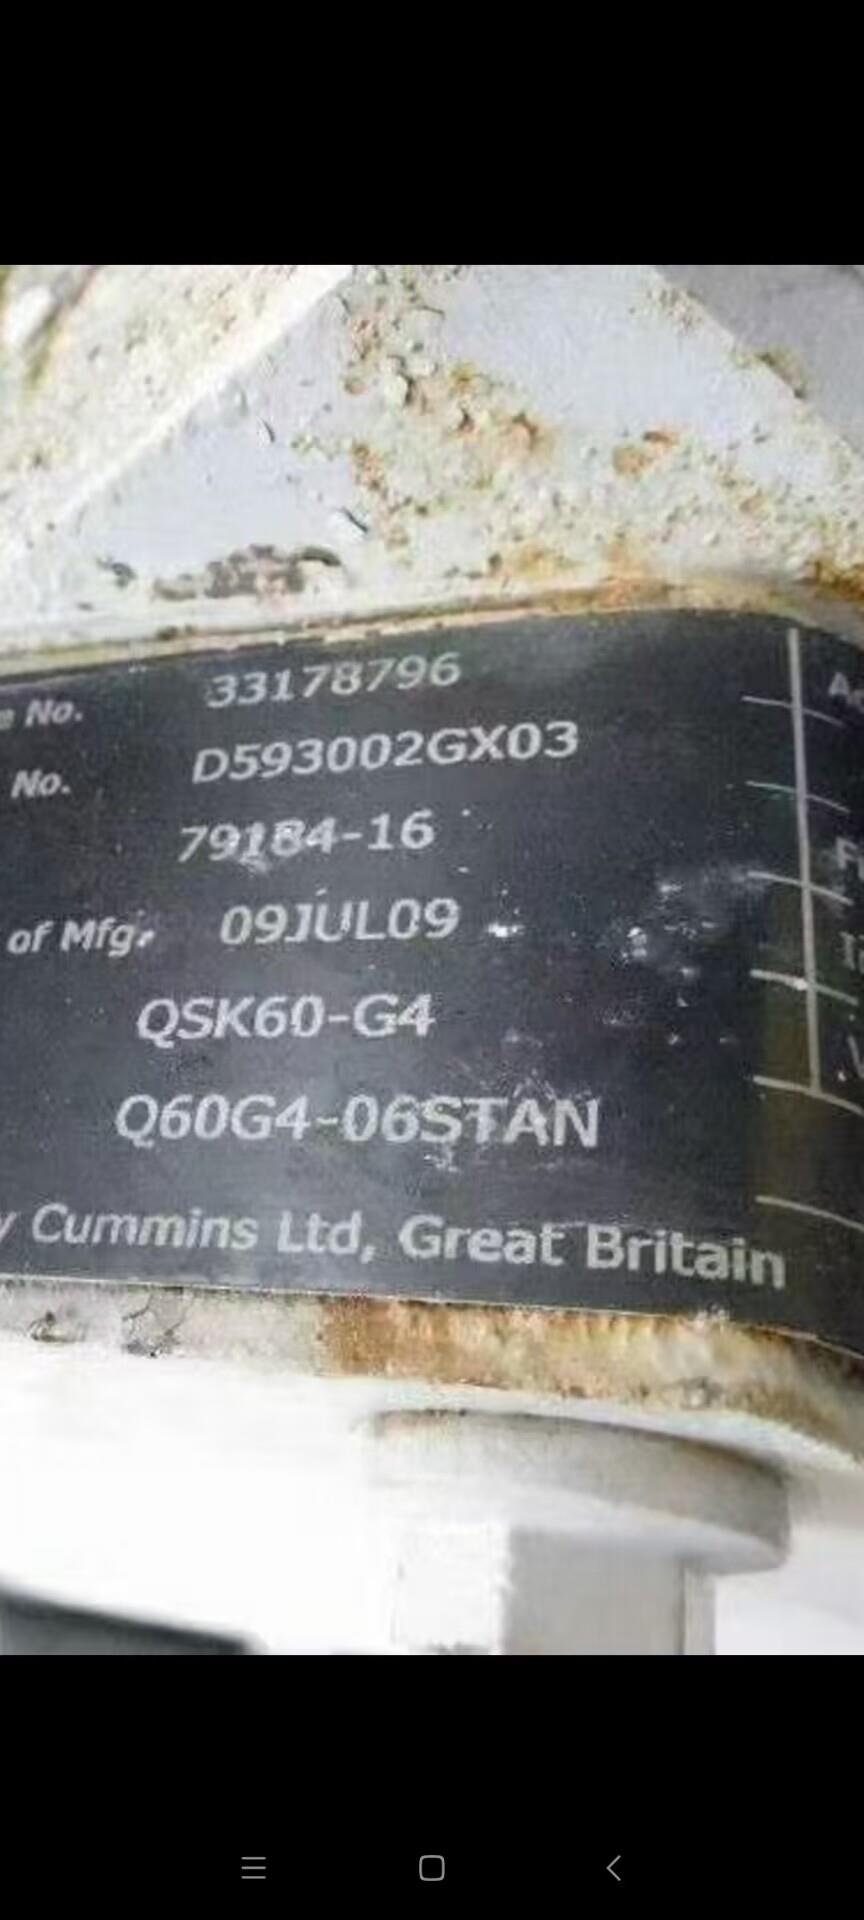 No. 33178796
No. D593002GX03
79184-16
of Mfg. 09JUL09
QSK60-G4
Q60G4-06STAN
Cummins Ltd, Great Britain